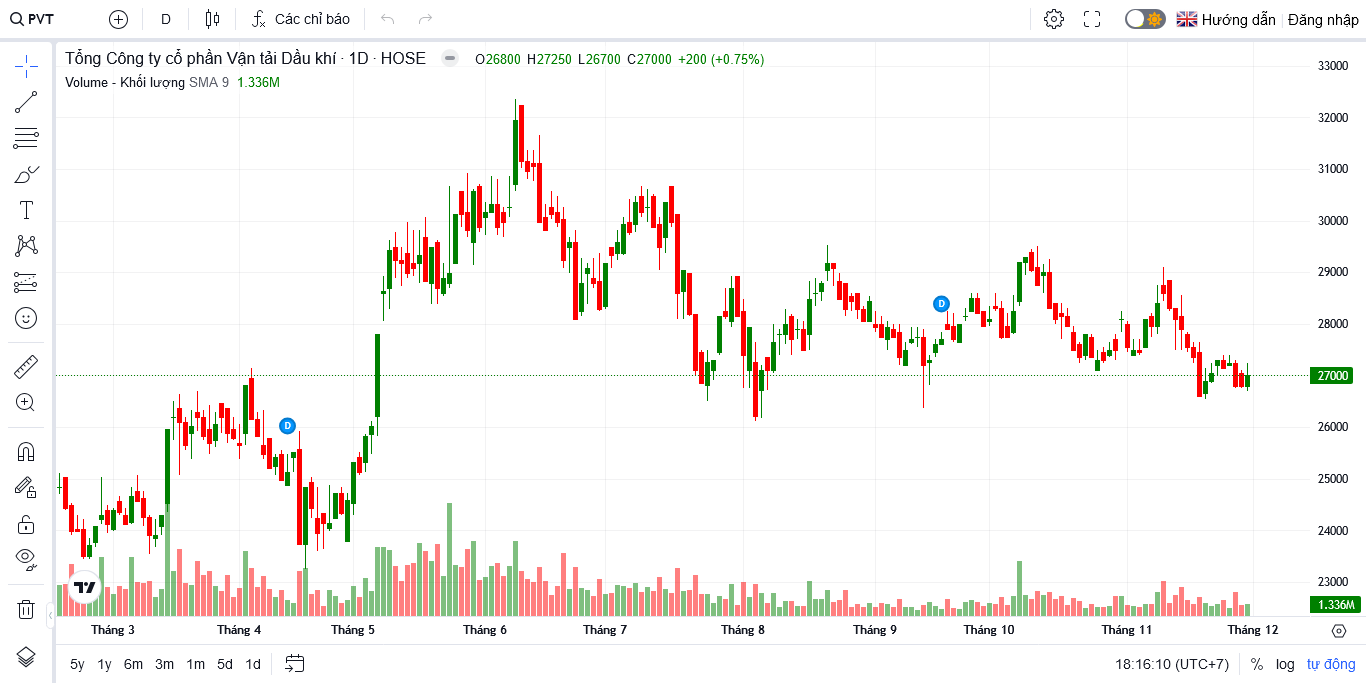 PVT D Các chỉ báo Hướng dẫn Đăng nhập
Tổng Công ty cổ phần Vận tải Dầu khí · 1D · HOSE O26800 H27250 L26700 C27000 +200 (+0.75%)
Volume - Khối lượng SMA 9 1.336M
33000
32000
31000
30000
29000
28000
27000
26000
25000
24000
23000
1.336M
D
D
Tháng 3 Tháng 4 Tháng 5 Tháng 6 Tháng 7 Tháng 8 Tháng 9 Tháng 10 Tháng 11 Tháng 12
5y 1y 6m 3m 1m 5d 1d 18:16:10 (UTC+7) % log tự động